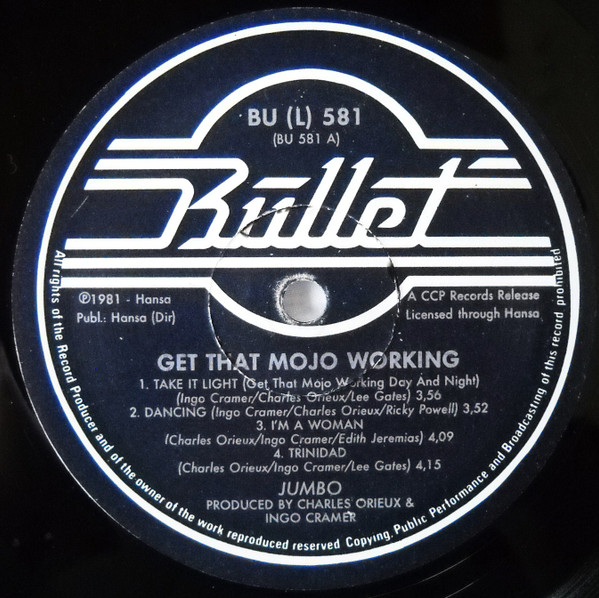 BU (L) 581
(BU 581 A)
Bullet
℗1981 - Hansa
Publ.: Hansa (Dir)
A CCP Records Release
Licensed through Hansa
GET THAT MOJO WORKING
1. TAKE IT LIGHT (Get That Mojo Working Day And Night)
(Ingo Cramer/Charles Orieux/Lee Gates) 3,56
2. DANCING (Ingo Cramer/Charles Orieux/Ricky Powell) 3,52
3. I'M A WOMAN
(Charles Orieux/Ingo Cramer/Edith Jeremias) 4,09
4. TRINIDAD
(Charles Orieux/Ingo Cramer/Lee Gates) 4,15
JUMBO
PRODUCED BY CHARLES ORIEUX &
INGO CRAMER
All rights of the Record Producer and of the owner of the work reproduced reserved Copying, Public Performance and Broadcasting of this record prohibited